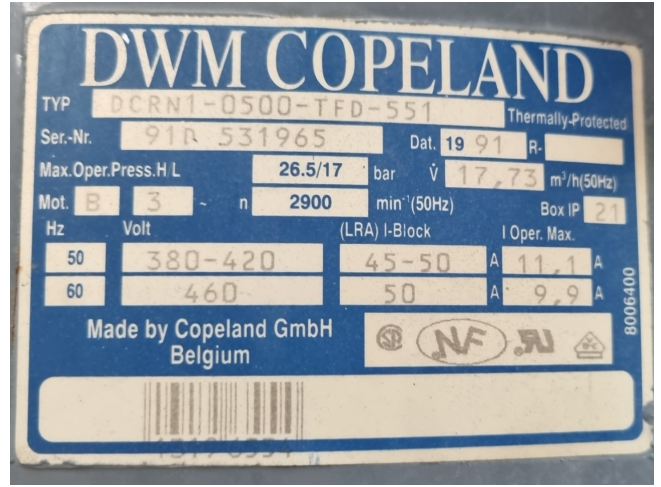 DWM COPELAND
TYP DCRN1-0500-TFD-551 Thermally-Protected
Ser.-Nr. 531965 Dat. 19 91 R-
Max.Oper.Press.H/L 26.5/17 bar V̇ 17,73 m³/h(50Hz)
Mot. B 3 ~ n 2900 min⁻¹(50Hz) Box IP 21
Hz Volt (LRA) I-Block I Oper. Max.
50 380-420 45-50 A 11,1 A
60 460 50 A 9,9 A
Made by Copeland GmbH
Belgium
NF
8006400